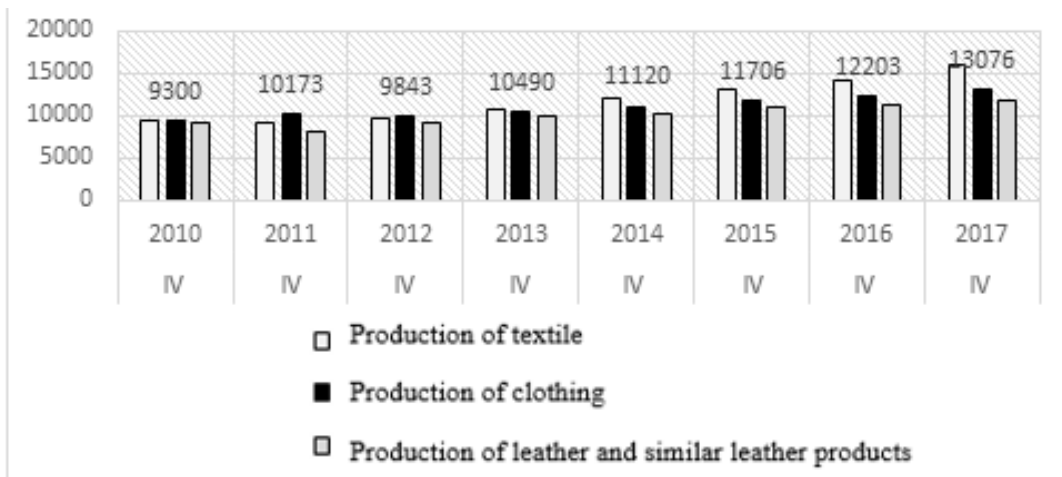 20000
15000
10000
5000
0
9300 10173 9843 10490 11120 11706 12203 13076
2010 2011 2012 2013 2014 2015 2016 2017
IV IV IV IV IV IV IV IV
Production of textile
Production of clothing
Production of leather and similar leather products